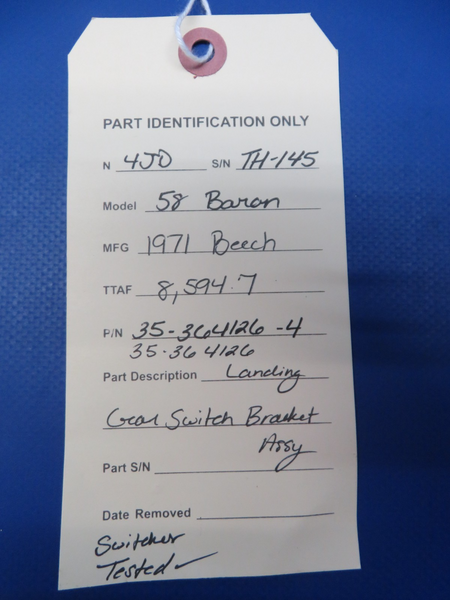 PART IDENTIFICATION ONLY
N 4JD S/N TH-145
Model 58 Baron
MFG 1971 Beech
TTAF 8,594.7
P/N 35-364126-4
35-364126
Part Description Landing
Gear Switch Bracket
Assy
Part S/N
Date Removed
Switches
Tested ✓